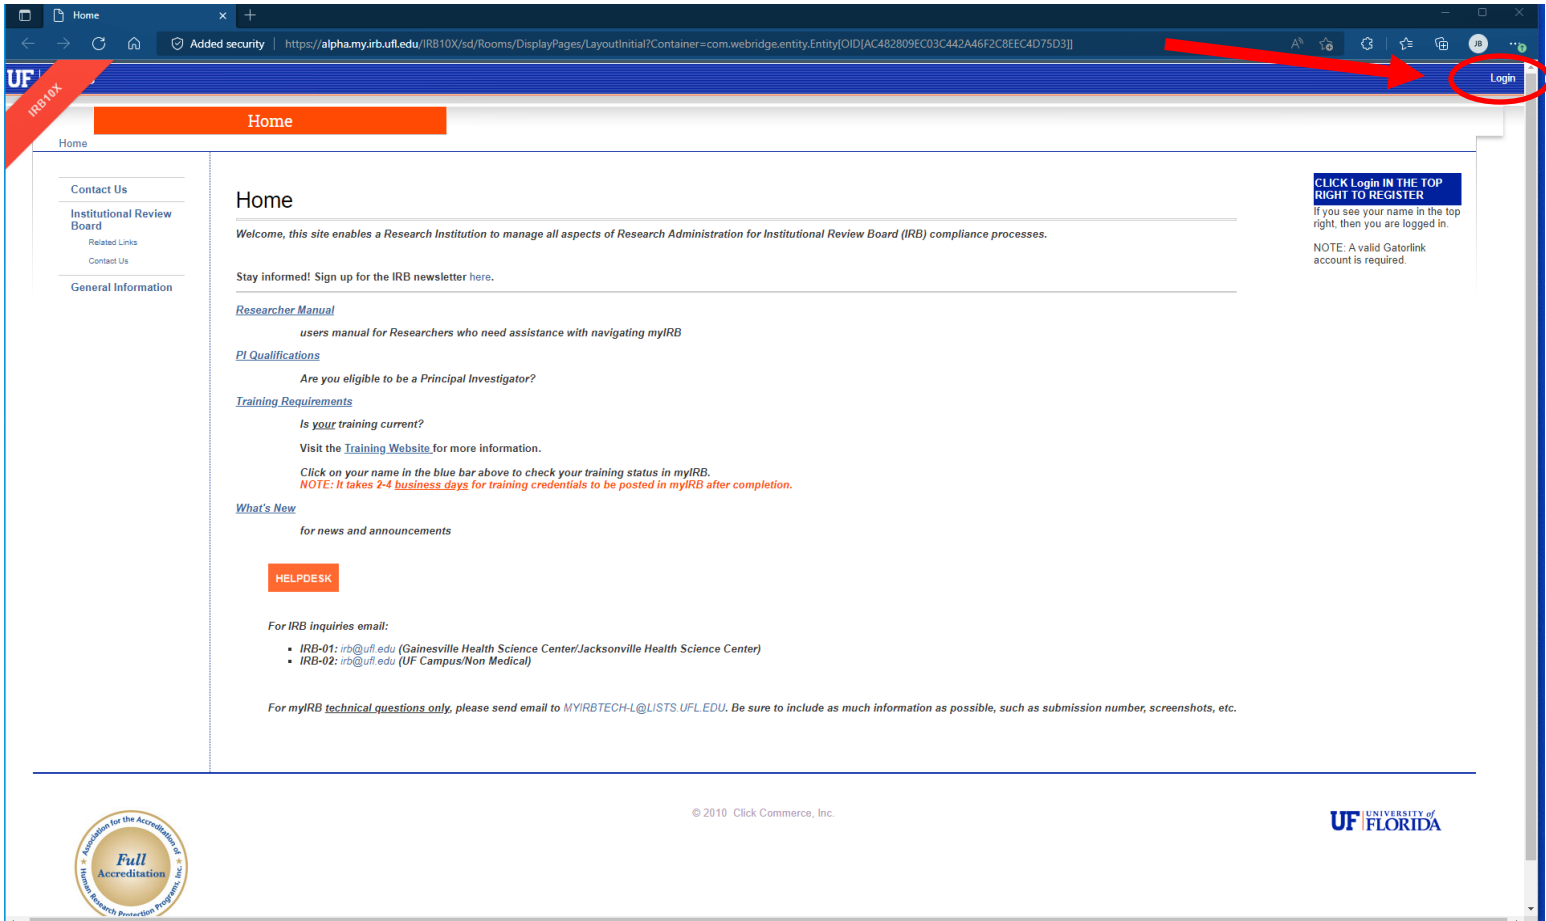 Home
Added security
https://alpha.my.irb.ufl.edu/IRB10X/sd/Rooms/DisplayPages/LayoutInitial?Container=com.webridge.entity.Entity[OID[AC482809EC03C442A46F2C8EEC4D75D3]]
JB
UF
IRB10X
Login
Home
Home
Contact Us
Institutional Review
Board
Related Links
Contact Us
General Information
Home
Welcome, this site enables a Research Institution to manage all aspects of Research Administration for Institutional Review Board (IRB) compliance processes.
Stay informed! Sign up for the IRB newsletter here.
Researcher Manual
users manual for Researchers who need assistance with navigating myIRB
PI Qualifications
Are you eligible to be a Principal Investigator?
Training Requirements
Is your training current?
Visit the Training Website for more information.
Click on your name in the blue bar above to check your training status in myIRB.
NOTE: It takes 2-4 business days for training credentials to be posted in myIRB after completion.
What's New
for news and announcements
HELPDESK
For IRB inquiries email:
IRB-01: irb@ufl.edu (Gainesville Health Science Center/Jacksonville Health Science Center)
IRB-02: irb@ufl.edu (UF Campus/Non Medical)
For myIRB technical questions only, please send email to MYIRBTECH-L@LISTS.UFL.EDU. Be sure to include as much information as possible, such as submission number, screenshots, etc.
CLICK Login IN THE TOP
RIGHT TO REGISTER
If you see your name in the top
right, then you are logged in.
NOTE: A valid Gatorlink
account is required.
© 2010 Click Commerce, Inc.
Association for the Accreditation of
Human Research Protection Programs, Inc.
Full
Accreditation
UF UNIVERSITY of
FLORIDA